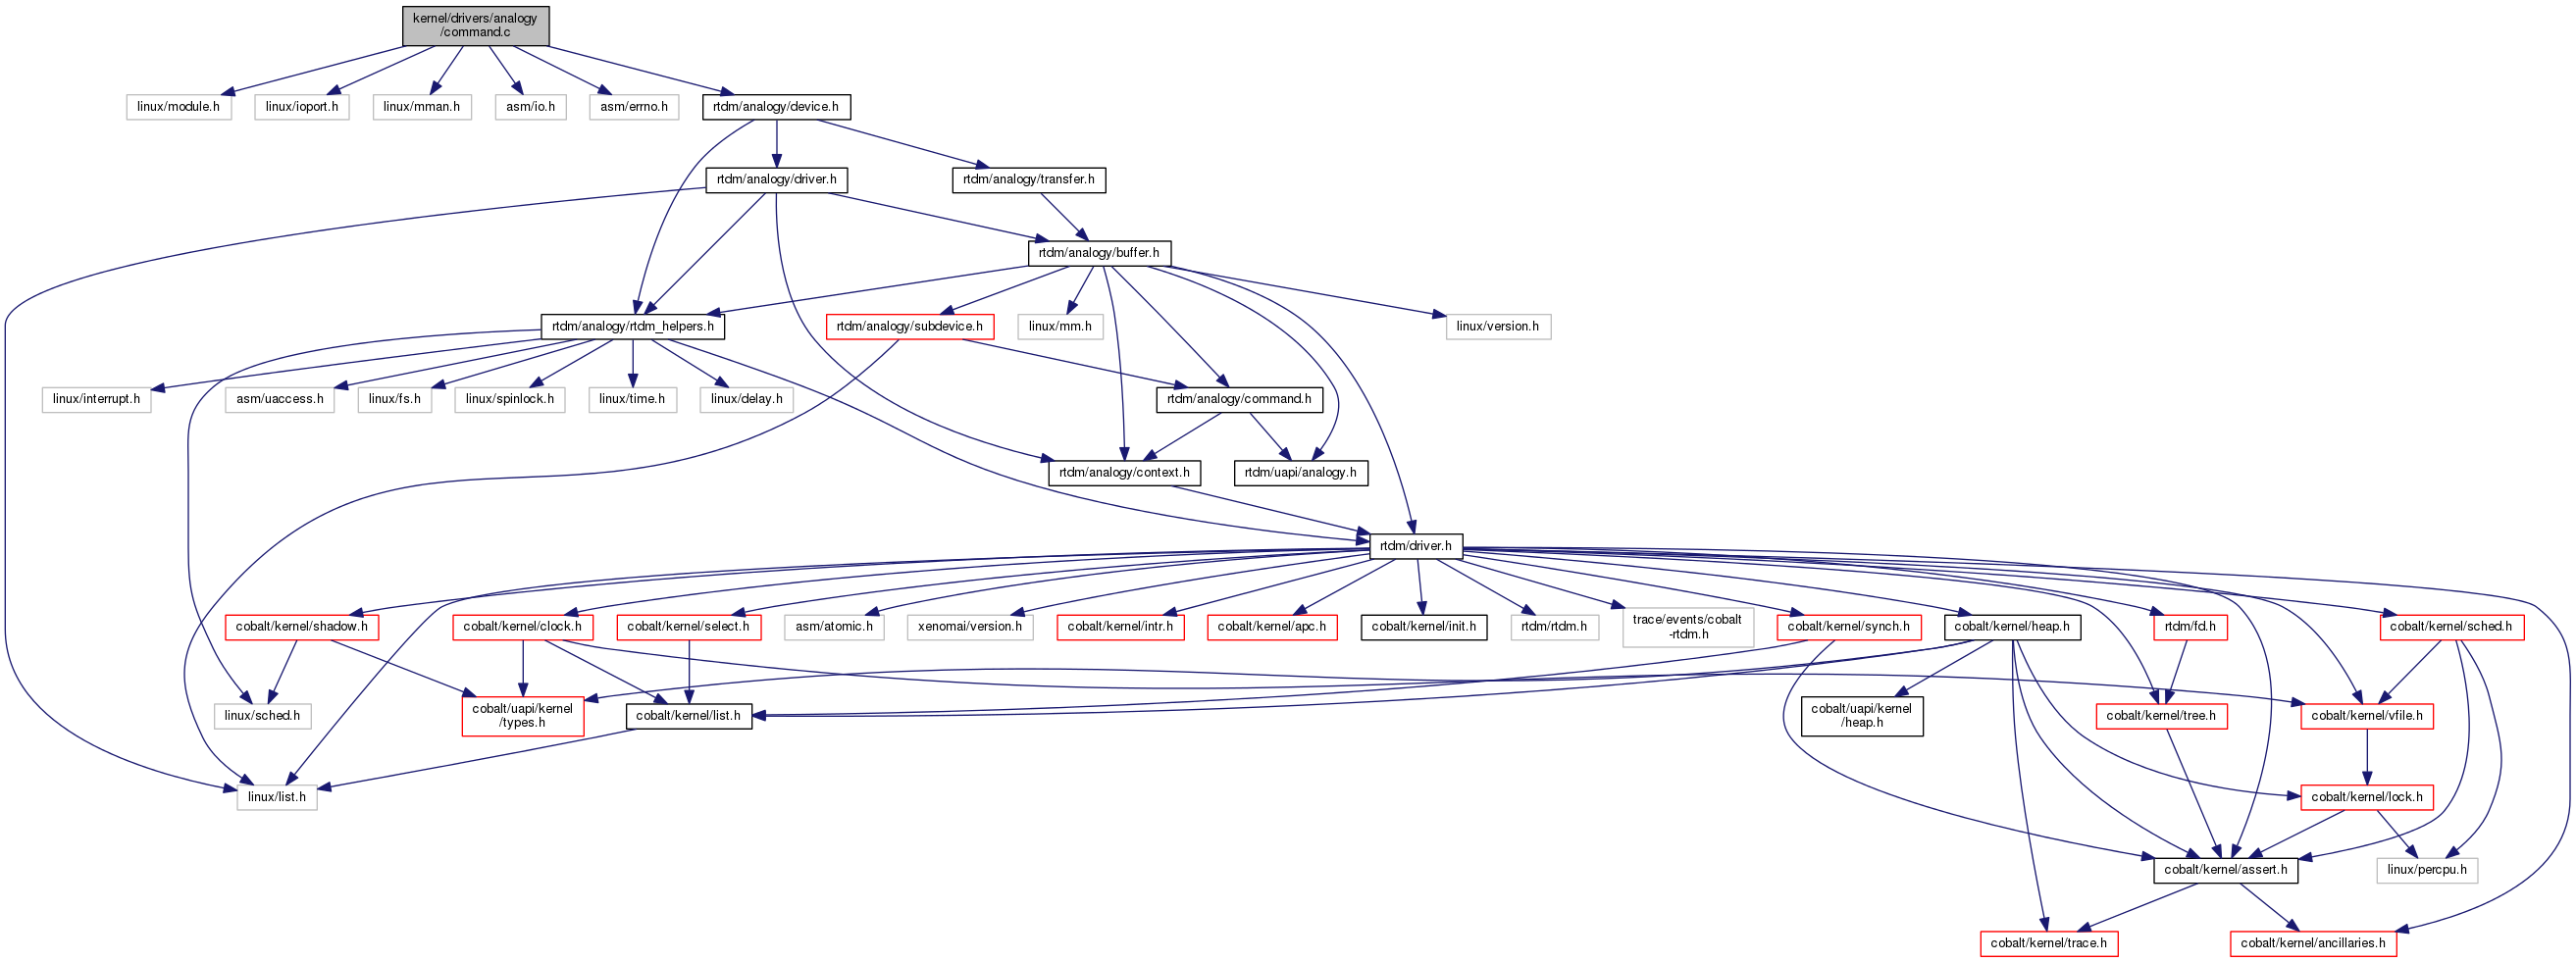 kernel/drivers/analogy
/command.c
linux/module.h
linux/ioport.h
linux/mman.h
asm/io.h
asm/errno.h
rtdm/analogy/device.h
rtdm/analogy/driver.h
rtdm/analogy/transfer.h
rtdm/analogy/buffer.h
rtdm/analogy/rtdm_helpers.h
rtdm/analogy/subdevice.h
linux/mm.h
linux/version.h
linux/interrupt.h
asm/uaccess.h
linux/fs.h
linux/spinlock.h
linux/time.h
linux/delay.h
rtdm/analogy/command.h
rtdm/analogy/context.h
rtdm/uapi/analogy.h
rtdm/driver.h
cobalt/kernel/shadow.h
cobalt/kernel/clock.h
cobalt/kernel/select.h
asm/atomic.h
xenomai/version.h
cobalt/kernel/intr.h
cobalt/kernel/apc.h
cobalt/kernel/init.h
rtdm/rtdm.h
trace/events/cobalt
-rtdm.h
cobalt/kernel/synch.h
cobalt/kernel/heap.h
rtdm/fd.h
cobalt/kernel/sched.h
linux/sched.h
cobalt/uapi/kernel
/types.h
cobalt/kernel/list.h
cobalt/uapi/kernel
/heap.h
cobalt/kernel/tree.h
cobalt/kernel/vfile.h
linux/list.h
cobalt/kernel/lock.h
cobalt/kernel/assert.h
linux/percpu.h
cobalt/kernel/trace.h
cobalt/kernel/ancillaries.h